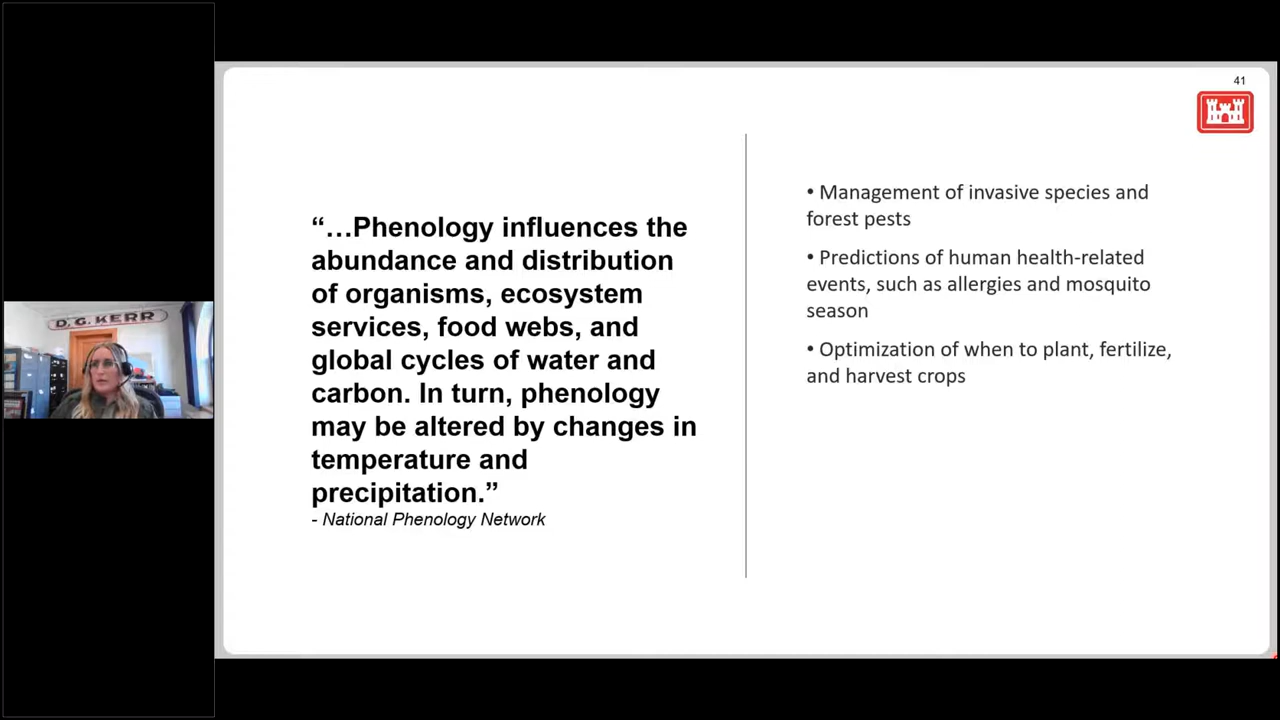 41
D. G. KERR
“…Phenology influences the
abundance and distribution
of organisms, ecosystem
services, food webs, and
global cycles of water and
carbon. In turn, phenology
may be altered by changes in
temperature and
precipitation.”
- National Phenology Network
• Management of invasive species and
forest pests
• Predictions of human health-related
events, such as allergies and mosquito
season
• Optimization of when to plant, fertilize,
and harvest crops